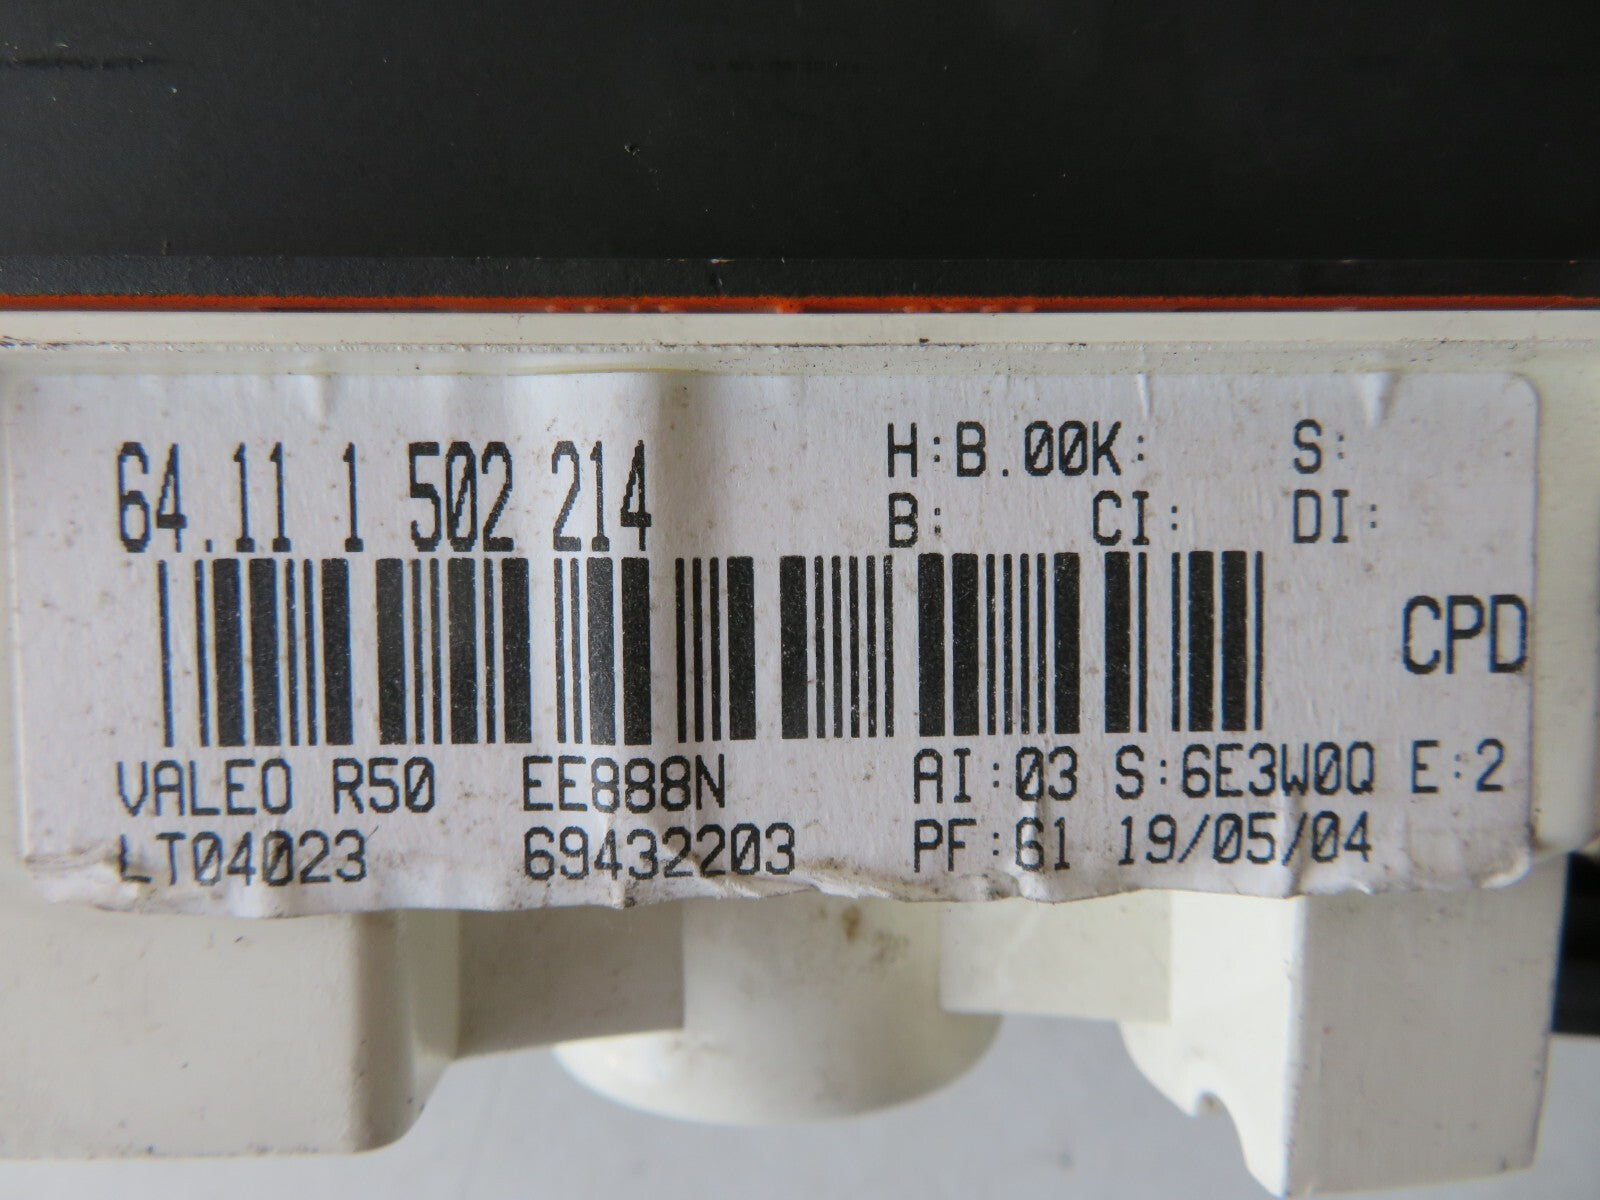 64.11 1 502 214
H:B.00K: S:
B: CI: DI:
CPD
VALEO R50 EE888N AI:03 S:6E3W0Q E:2
LT04023 69432203 PF:61 19/05/04